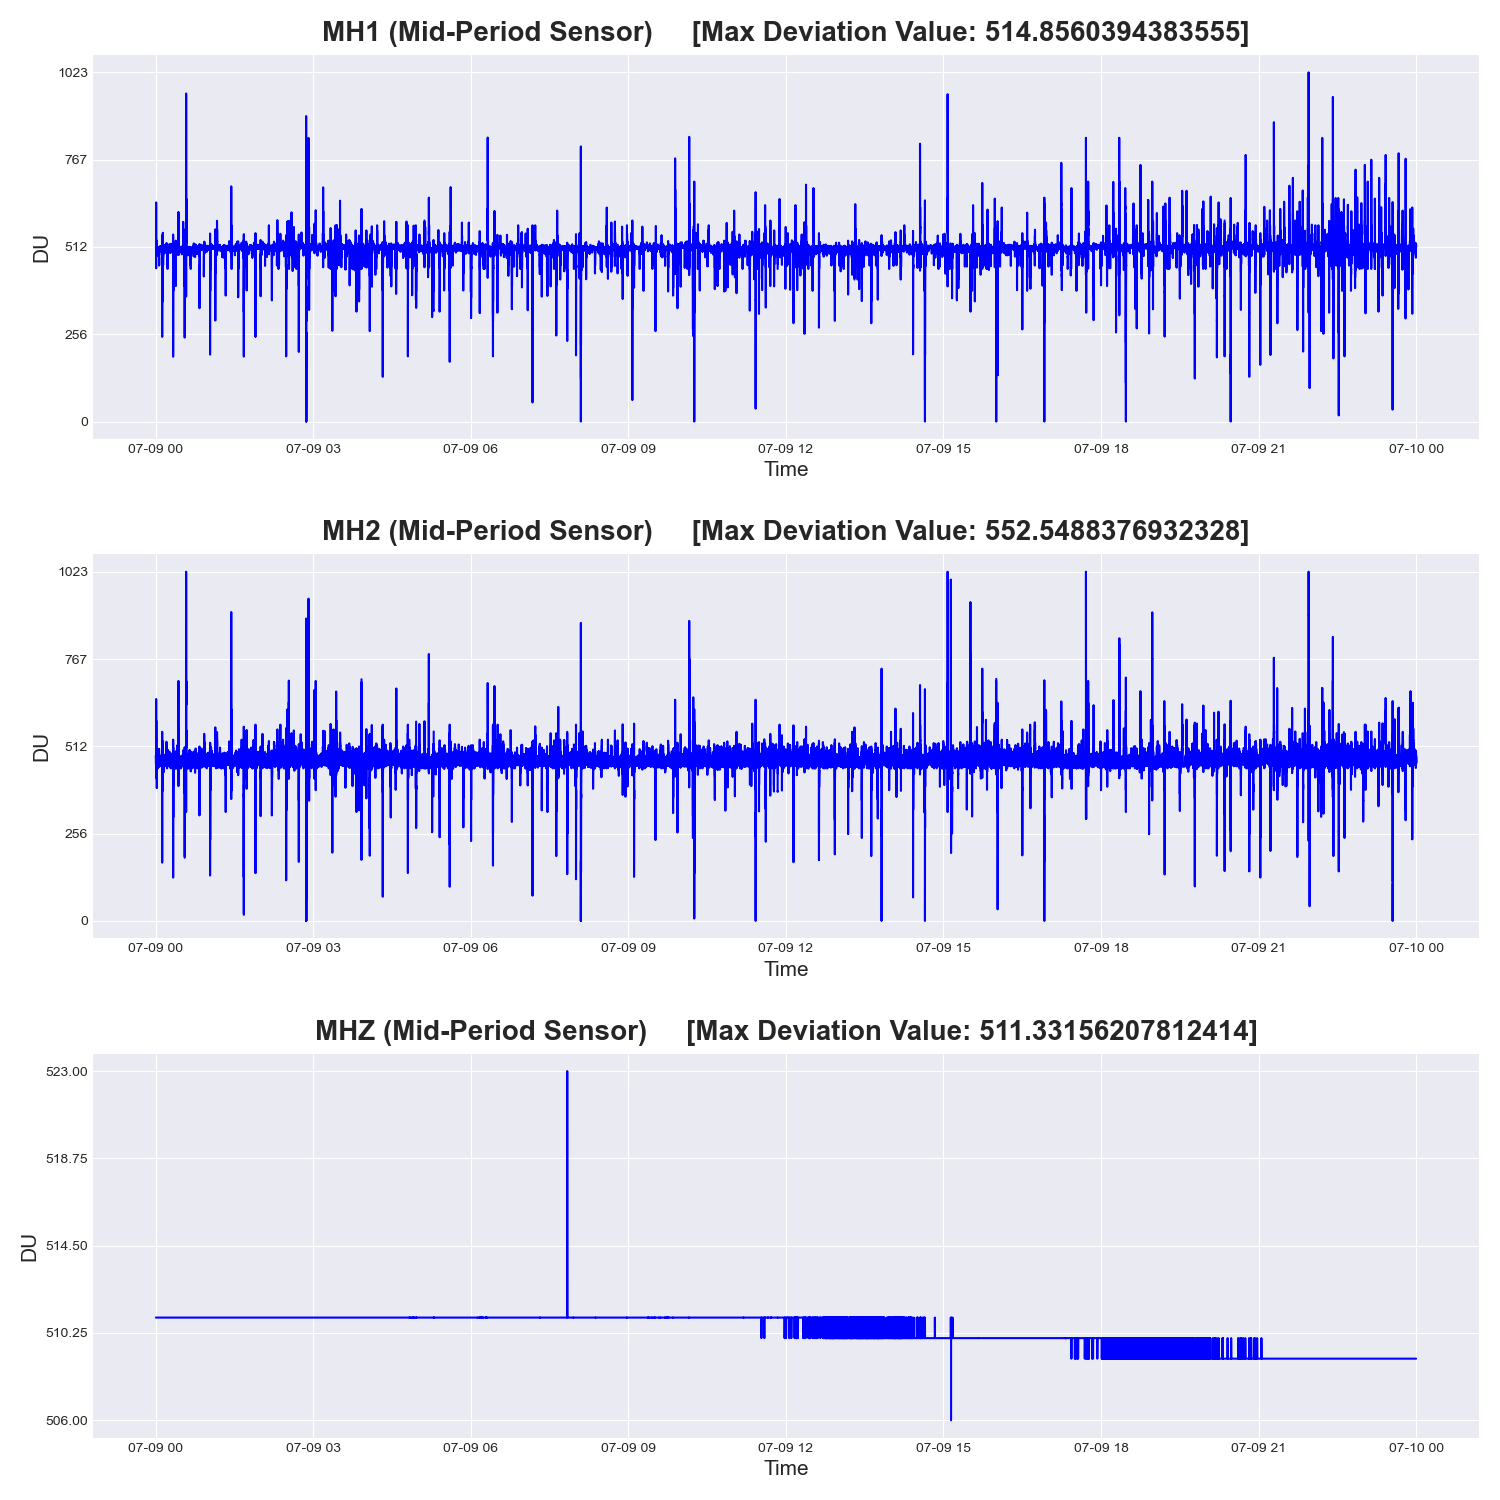 MH1 (Mid-Period Sensor) [Max Deviation Value: 514.8560394383555]
1023
767
512
256
0
DU
07-09 00 07-09 03 07-09 06 07-09 09 07-09 12 07-09 15 07-09 18 07-09 21 07-10 00
Time
MH2 (Mid-Period Sensor) [Max Deviation Value: 552.5488376932328]
1023
767
512
256
0
DU
07-09 00 07-09 03 07-09 06 07-09 09 07-09 12 07-09 15 07-09 18 07-09 21 07-10 00
Time
MHZ (Mid-Period Sensor) [Max Deviation Value: 511.33156207812414]
523.00
518.75
514.50
510.25
506.00
DU
07-09 00 07-09 03 07-09 06 07-09 09 07-09 12 07-09 15 07-09 18 07-09 21 07-10 00
Time